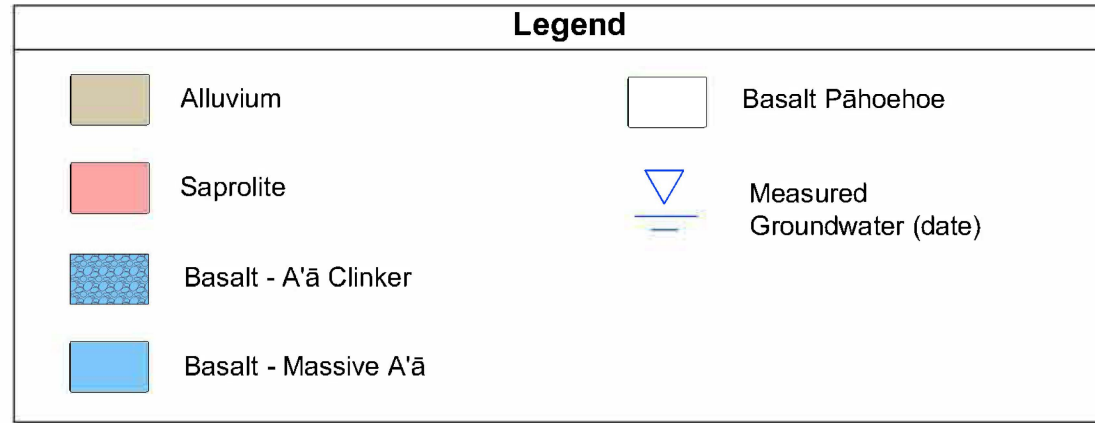 Legend
Alluvium
Saprolite
Basalt - A'ā Clinker
Basalt - Massive A'ā
Basalt Pāhoehoe
Measured
Groundwater (date)